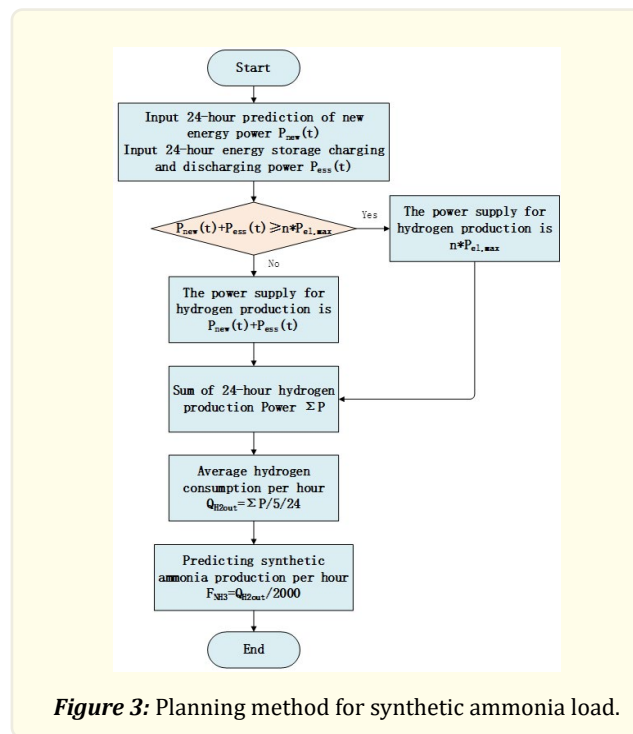 Start
Input 24-hour prediction of new
energy power Pnew(t)
Input 24-hour energy storage charging
and discharging power Pess(t)
Pnew(t)+Pess(t)≥n*Pel,max
Yes
The power supply for
hydrogen production is
n*Pel,max
No
The power supply for
hydrogen production is
Pnew(t)+Pess(t)
Sum of 24-hour hydrogen
production Power ΣP
Average hydrogen
consumption per hour
QH2out=ΣP/5/24
Predicting synthetic
ammonia production per hour
FNH3=QH2out/2000
End
Figure 3: Planning method for synthetic ammonia load.